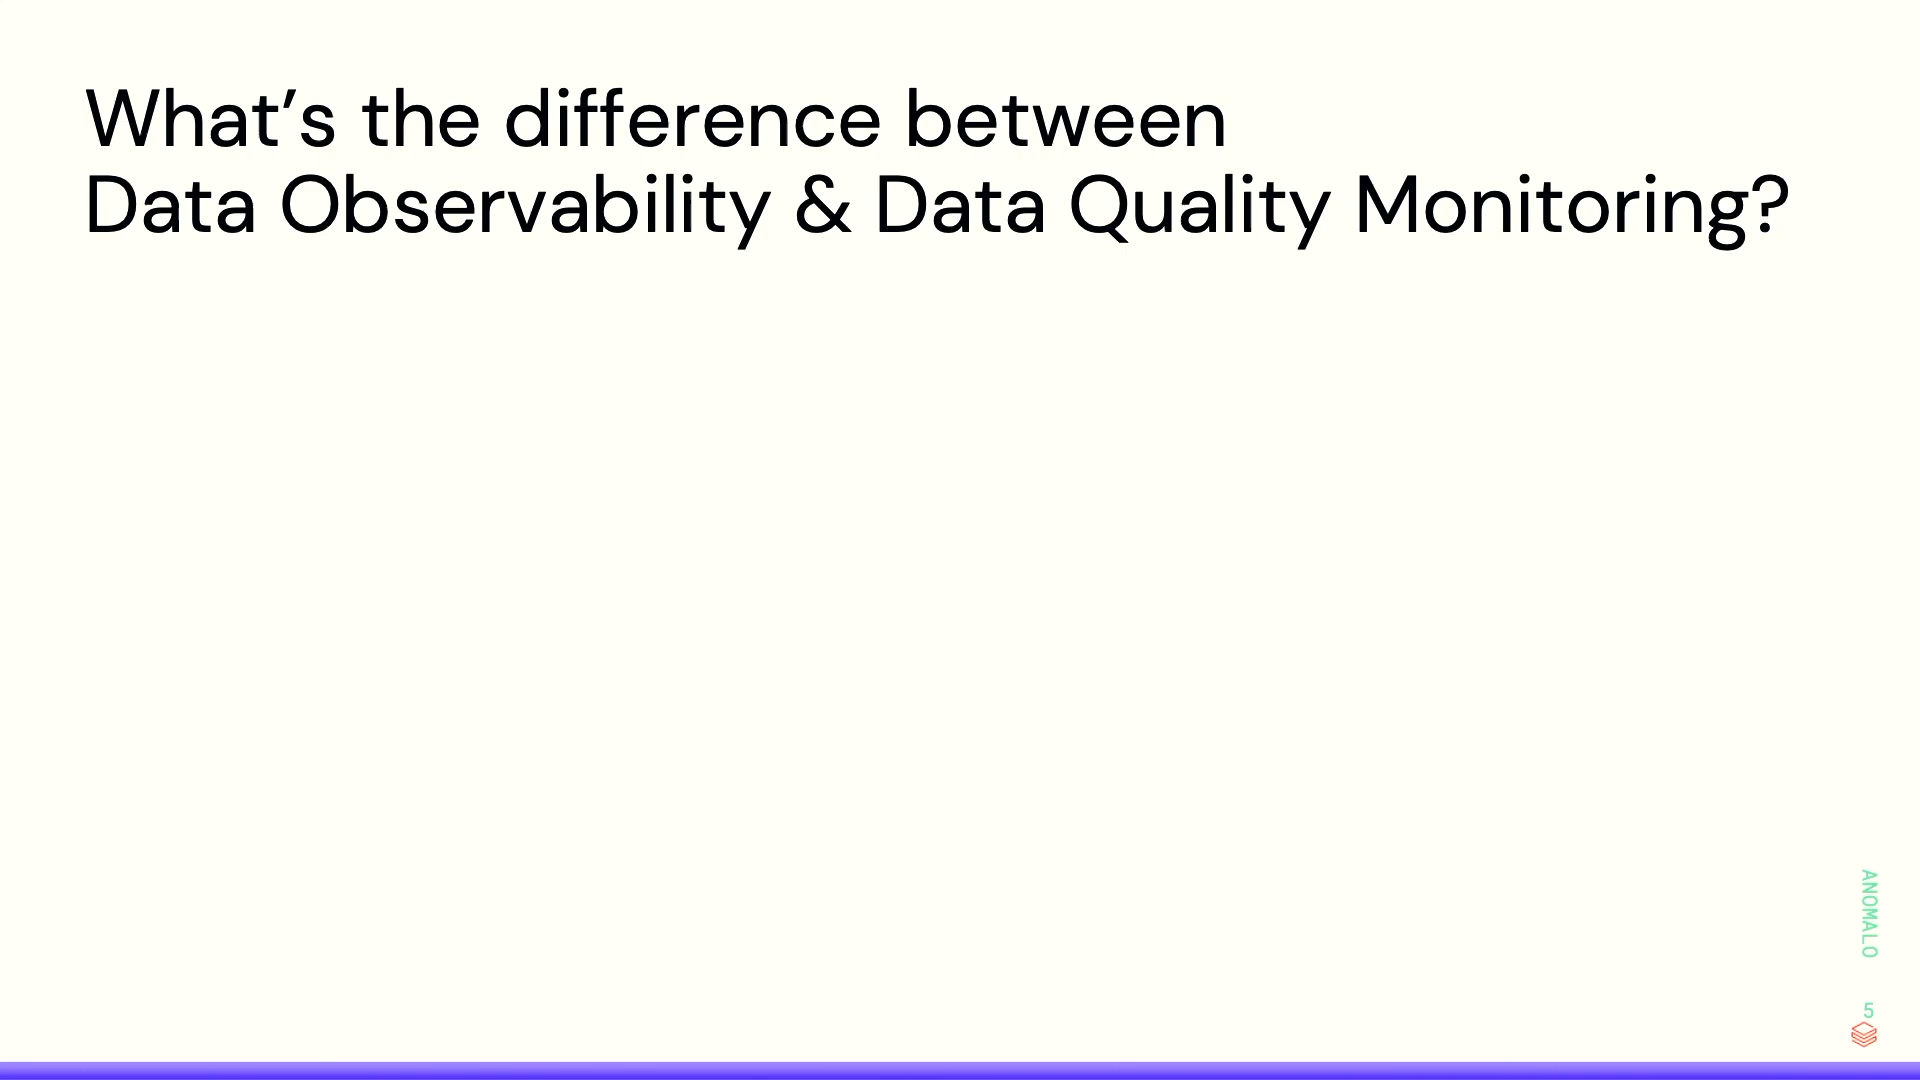 What’s the difference between
Data Observability & Data Quality Monitoring?
ANOMALO
5